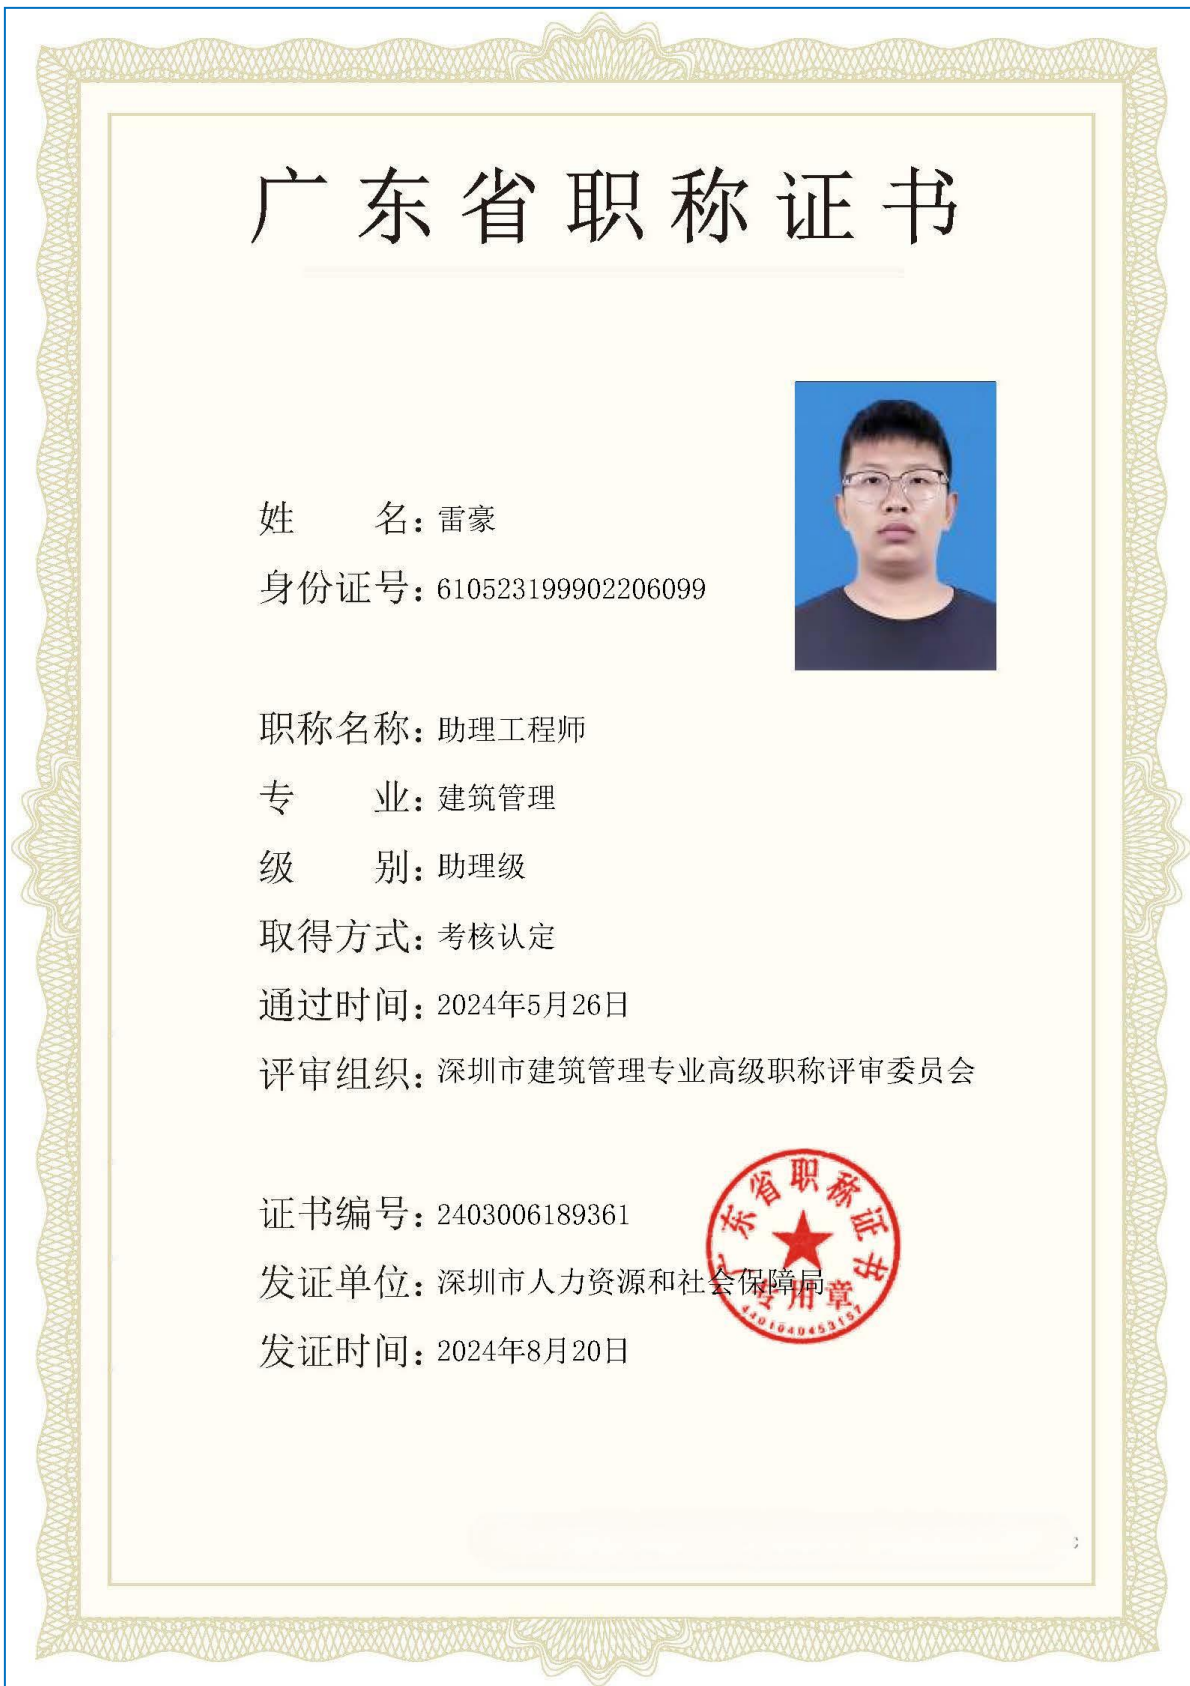 广东省职称证书
姓 名：雷豪
身份证号：610523199902206099
职称名称：助理工程师
专 业：建筑管理
级 别：助理级
取得方式：考核认定
通过时间：2024年5月26日
评审组织：深圳市建筑管理专业高级职称评审委员会
证书编号：2403006189361
发证单位：深圳市人力资源和社会保障局
发证时间：2024年8月20日
广东省职称证书
专用章
4401040453157